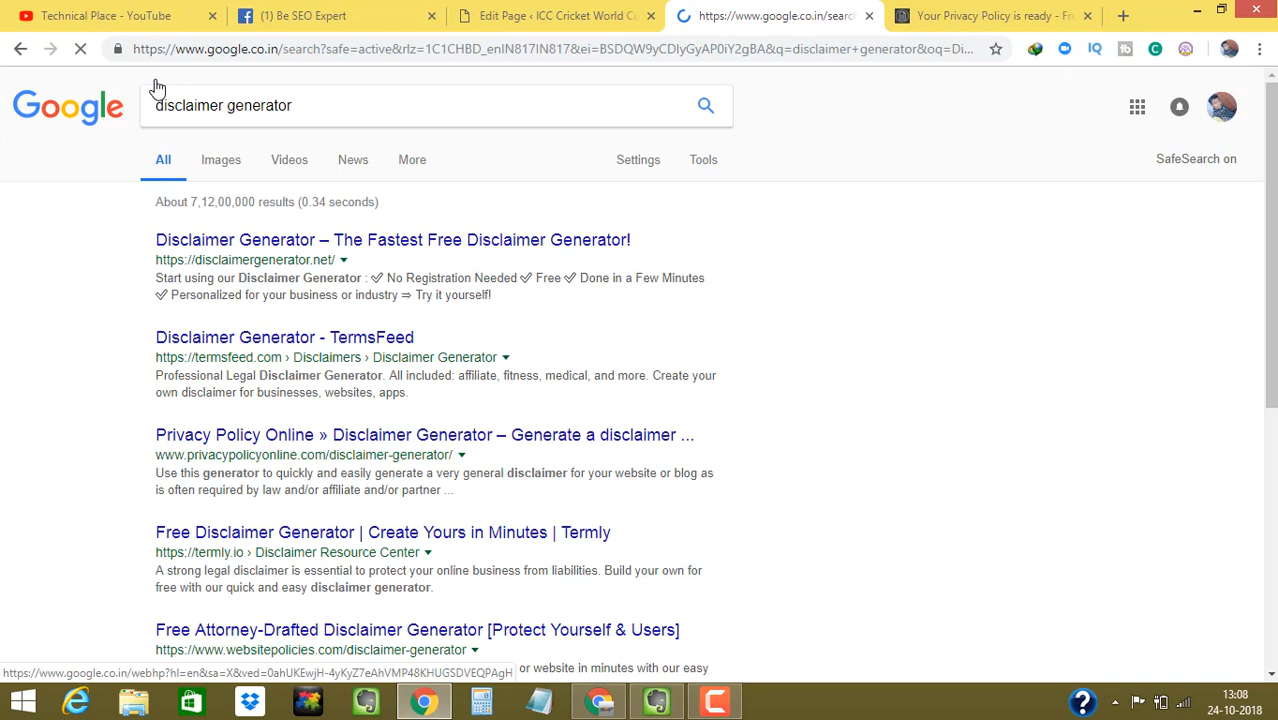 Technical Place - YouTube
(1) Be SEO Expert
Edit Page ‹ ICC Cricket World Cu
https://www.google.co.in/search
Your Privacy Policy is ready - Fre
https://www.google.co.in/search?safe=active&rlz=1C1CHBD_enIN817IN817&ei=BSDQW9yCDIyGyAP0iY2gBA&q=disclaimer+generator&oq=Di...
Google
disclaimer generator
All
Images
Videos
News
More
Settings
Tools
SafeSearch on
About 7,12,00,000 results (0.34 seconds)
Disclaimer Generator – The Fastest Free Disclaimer Generator!
https://disclaimergenerator.net/
Start using our Disclaimer Generator : ✅ No Registration Needed ✅ Free ✅ Done in a Few Minutes
✅ Personalized for your business or industry ⇒ Try it yourself!
Disclaimer Generator - TermsFeed
https://termsfeed.com › Disclaimers › Disclaimer Generator
Professional Legal Disclaimer Generator. All included: affiliate, fitness, medical, and more. Create your
own disclaimer for businesses, websites, apps.
Privacy Policy Online » Disclaimer Generator – Generate a disclaimer ...
www.privacypolicyonline.com/disclaimer-generator/
Use this generator to quickly and easily generate a very general disclaimer for your website or blog as
is often required by law and/or affiliate and/or partner ...
Free Disclaimer Generator | Create Yours in Minutes | Termly
https://termly.io › Disclaimer Resource Center
A strong legal disclaimer is essential to protect your online business from liabilities. Build your own for
free with our quick and easy disclaimer generator.
Free Attorney-Drafted Disclaimer Generator [Protect Yourself & Users]
https://www.websitepolicies.com/disclaimer-generator
or website in minutes with our easy
https://www.google.co.in/webhp?hl=en&sa=X&ved=0ahUKEwjH-4yKyZ7eAhVMP48KHUGSDVEQPAgH
13:08
24-10-2018